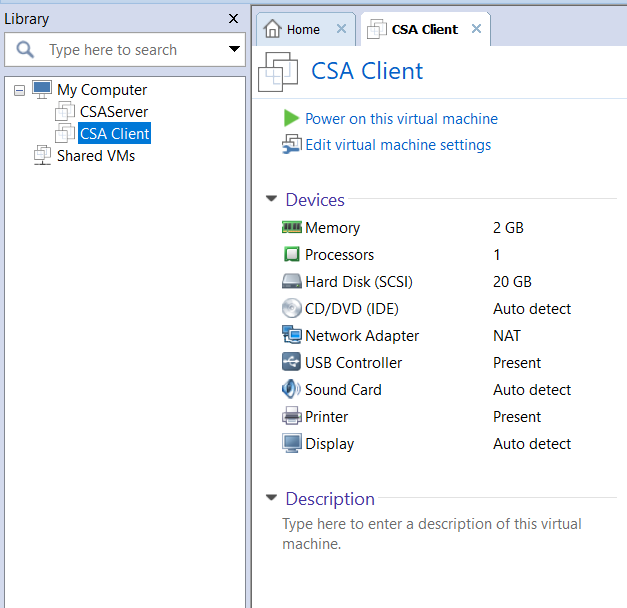 Library
Type here to search
My Computer
CSAServer
CSA Client
Shared VMs
Home
CSA Client
CSA Client
Power on this virtual machine
Edit virtual machine settings
Devices
Memory 2 GB
Processors 1
Hard Disk (SCSI) 20 GB
CD/DVD (IDE) Auto detect
Network Adapter NAT
USB Controller Present
Sound Card Auto detect
Printer Present
Display Auto detect
Description
Type here to enter a description of this virtual
machine.